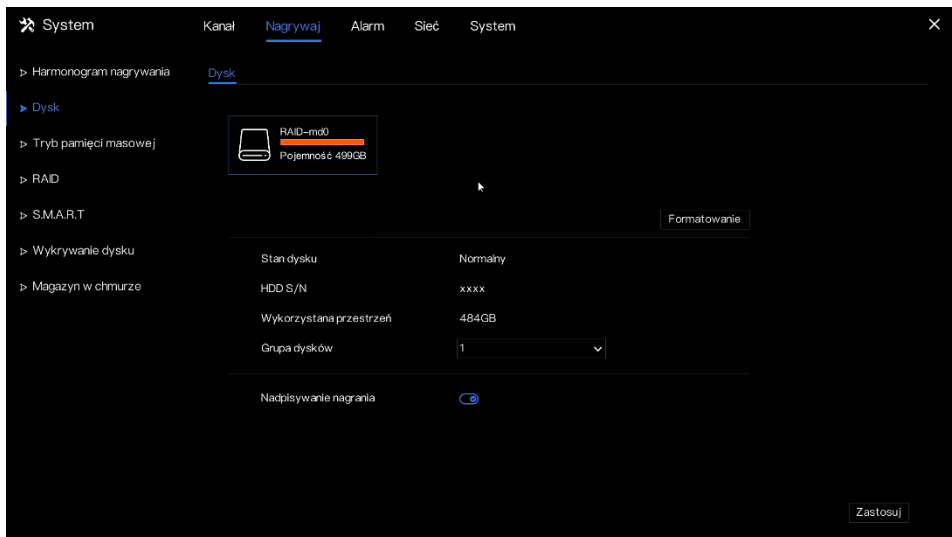 System
Kanał Nagrywaj Alarm Sieć System
Harmonogram nagrywania
Dysk
Tryb pamięci masowej
RAID
S.M.A.R.T
Wykrywanie dysku
Magazyn w chmurze
Dysk
RAID-md0
Pojemność 499GB
Formatowanie
Stan dysku Normalny
HDD S/N xxxx
Wykorzystana przestrzeń 484GB
Grupa dysków 1
Nadpisywanie nagrania
Zastosuj